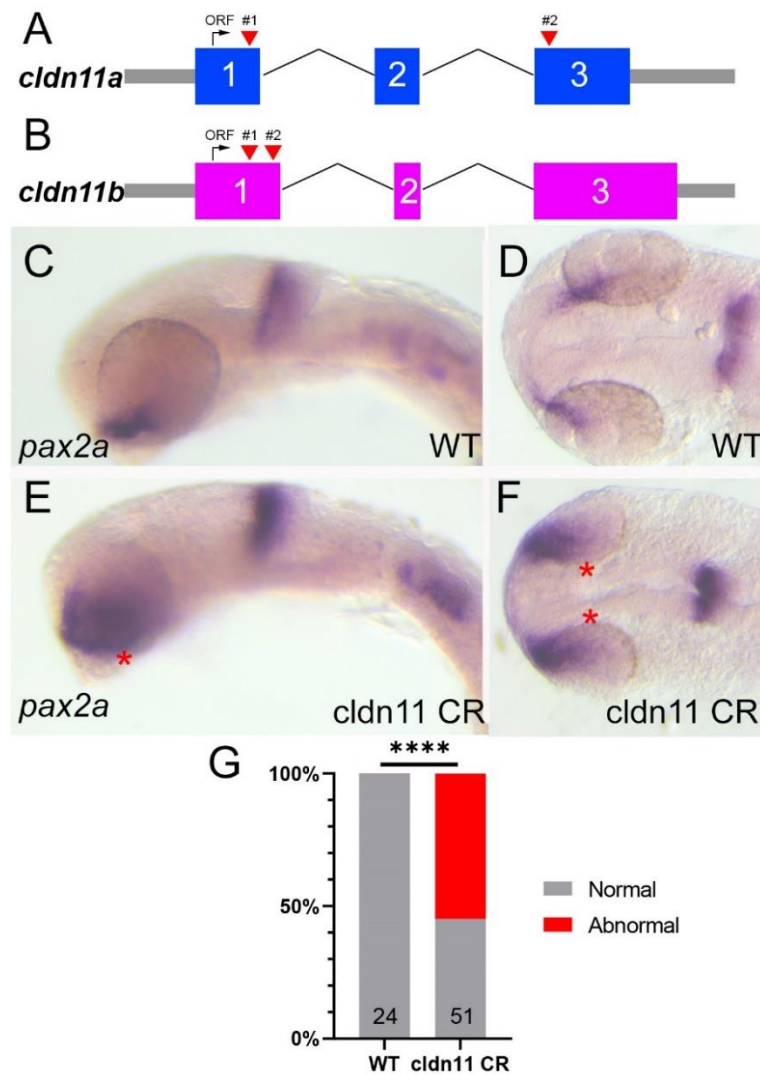 A
ORF #1 #2
cldn11a 1 2 3
B
ORF #1 #2
cldn11b 1 2 3
C
D
pax2a WT
WT
E
F
*
*
*
pax2a cldn11 CR
cldn11 CR
G
****
100%
50%
0%
24 51
WT cldn11 CR
Normal
Abnormal